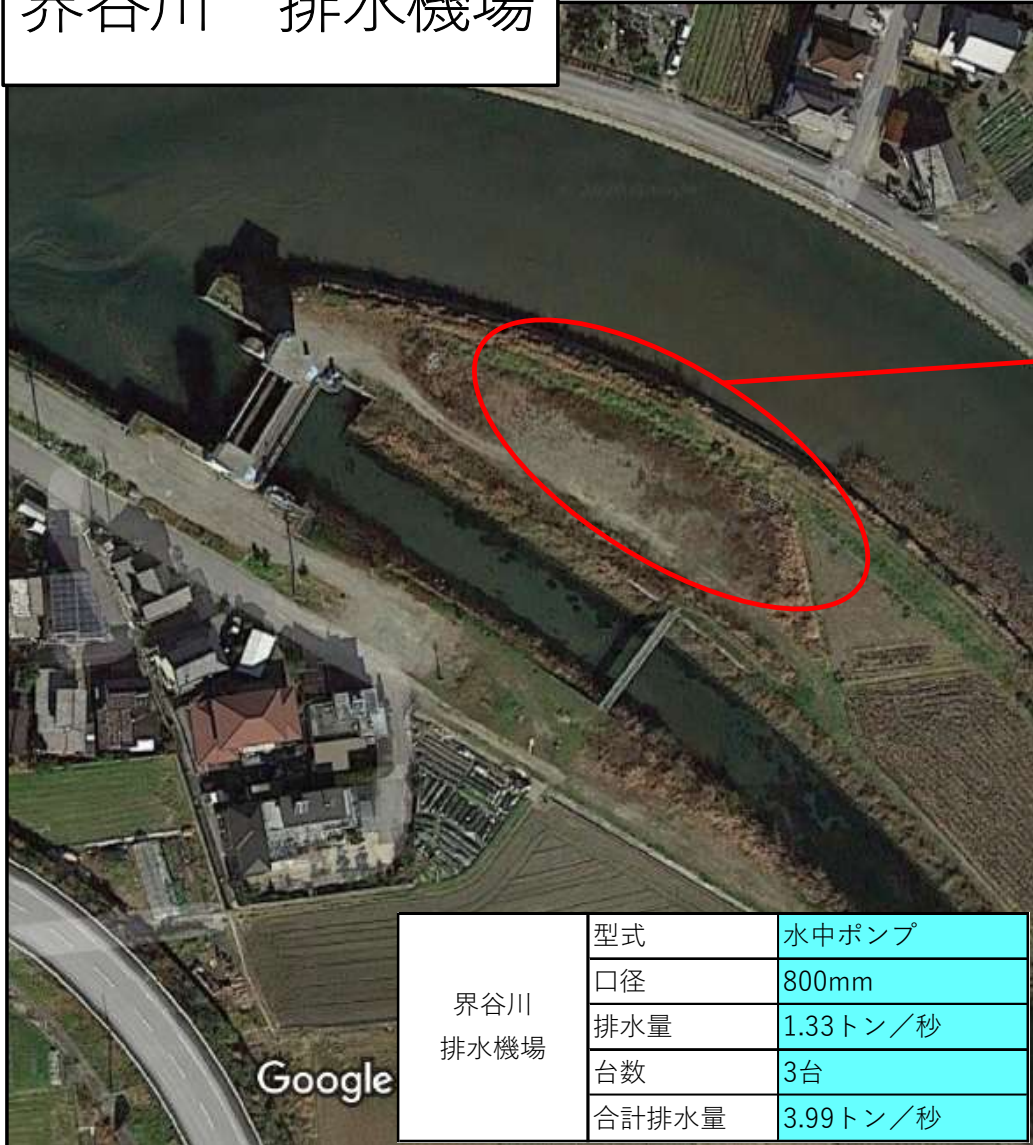 界谷川　排水機場
界谷川
排水機場
型式 水中ポンプ
口径 800mm
排水量 1.33トン／秒
台数 3台
合計排水量 3.99トン／秒
Google